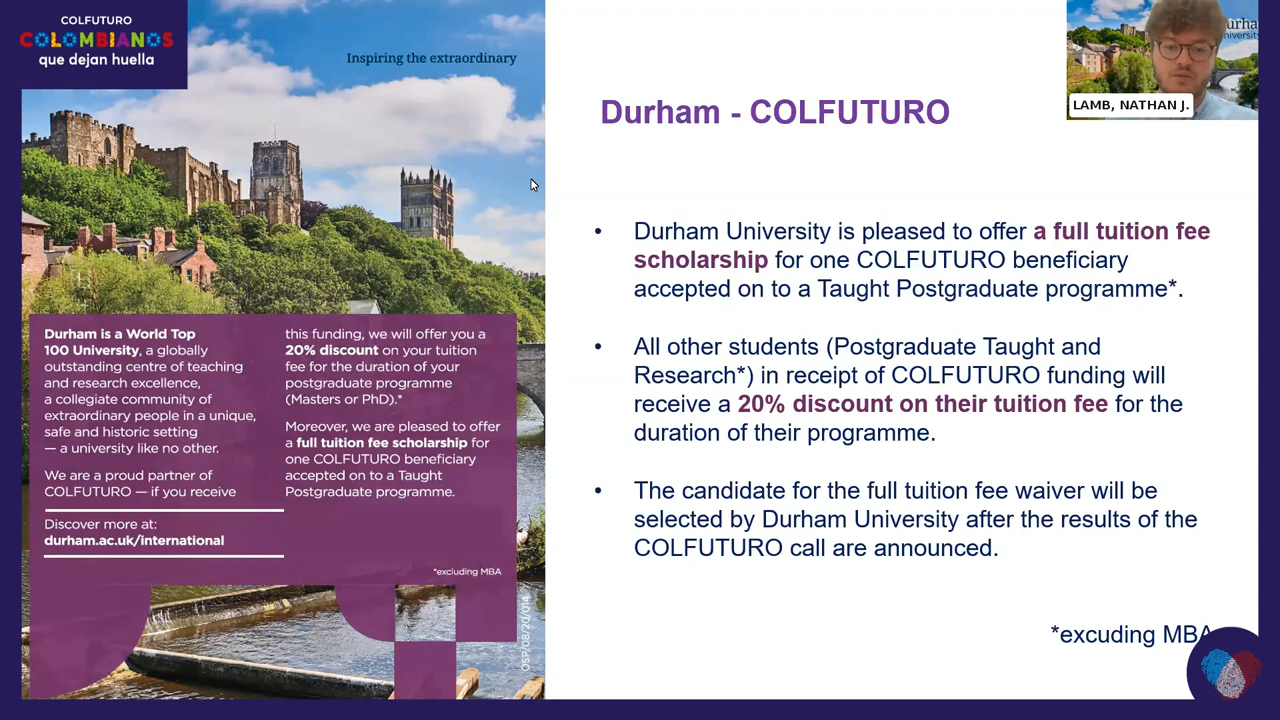 COLFUTURO
COLOMBIANOS
que dejan huella
Inspiring the extraordinary
Durham is a World Top
100 University, a globally
outstanding centre of teaching
and research excellence,
a collegiate community of
extraordinary people in a unique,
safe and historic setting
— a university like no other.
We are a proud partner of
COLFUTURO — if you receive
Discover more at:
durham.ac.uk/international
this funding, we will offer you a
20% discount on your tuition
fee for the duration of your
postgraduate programme
(Masters or PhD).*
Moreover, we are pleased to offer
a full tuition fee scholarship for
one COLFUTURO beneficiary
accepted on to a Taught
Postgraduate programme.
*excluding MBA
OSP/08/20/014
Durham - COLFUTURO
• Durham University is pleased to offer a full tuition fee
scholarship for one COLFUTURO beneficiary
accepted on to a Taught Postgraduate programme*.
• All other students (Postgraduate Taught and
Research*) in receipt of COLFUTURO funding will
receive a 20% discount on their tuition fee for the
duration of their programme.
• The candidate for the full tuition fee waiver will be
selected by Durham University after the results of the
COLFUTURO call are announced.
*excuding MBA
LAMB, NATHAN J.